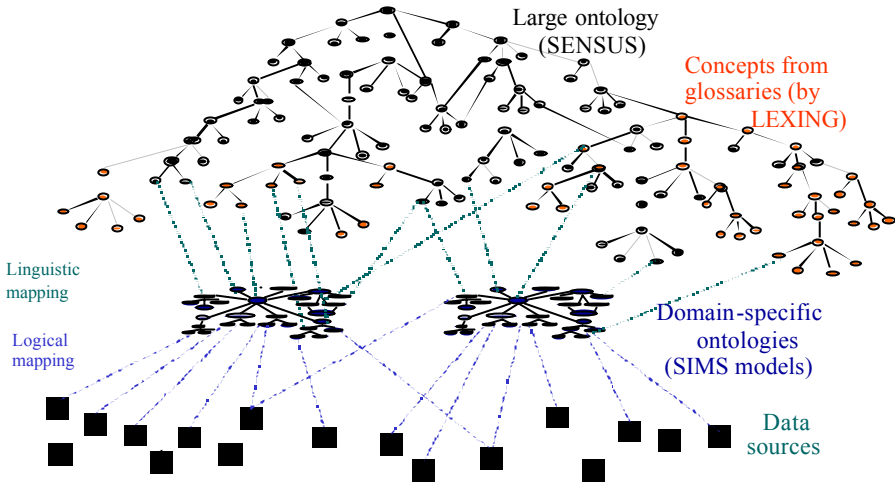 Large ontology
(SENSUS)
Concepts from
glossaries (by
LEXING)
Linguistic
mapping
Logical
mapping
Domain-specific
ontologies
(SIMS models)
Data
sources